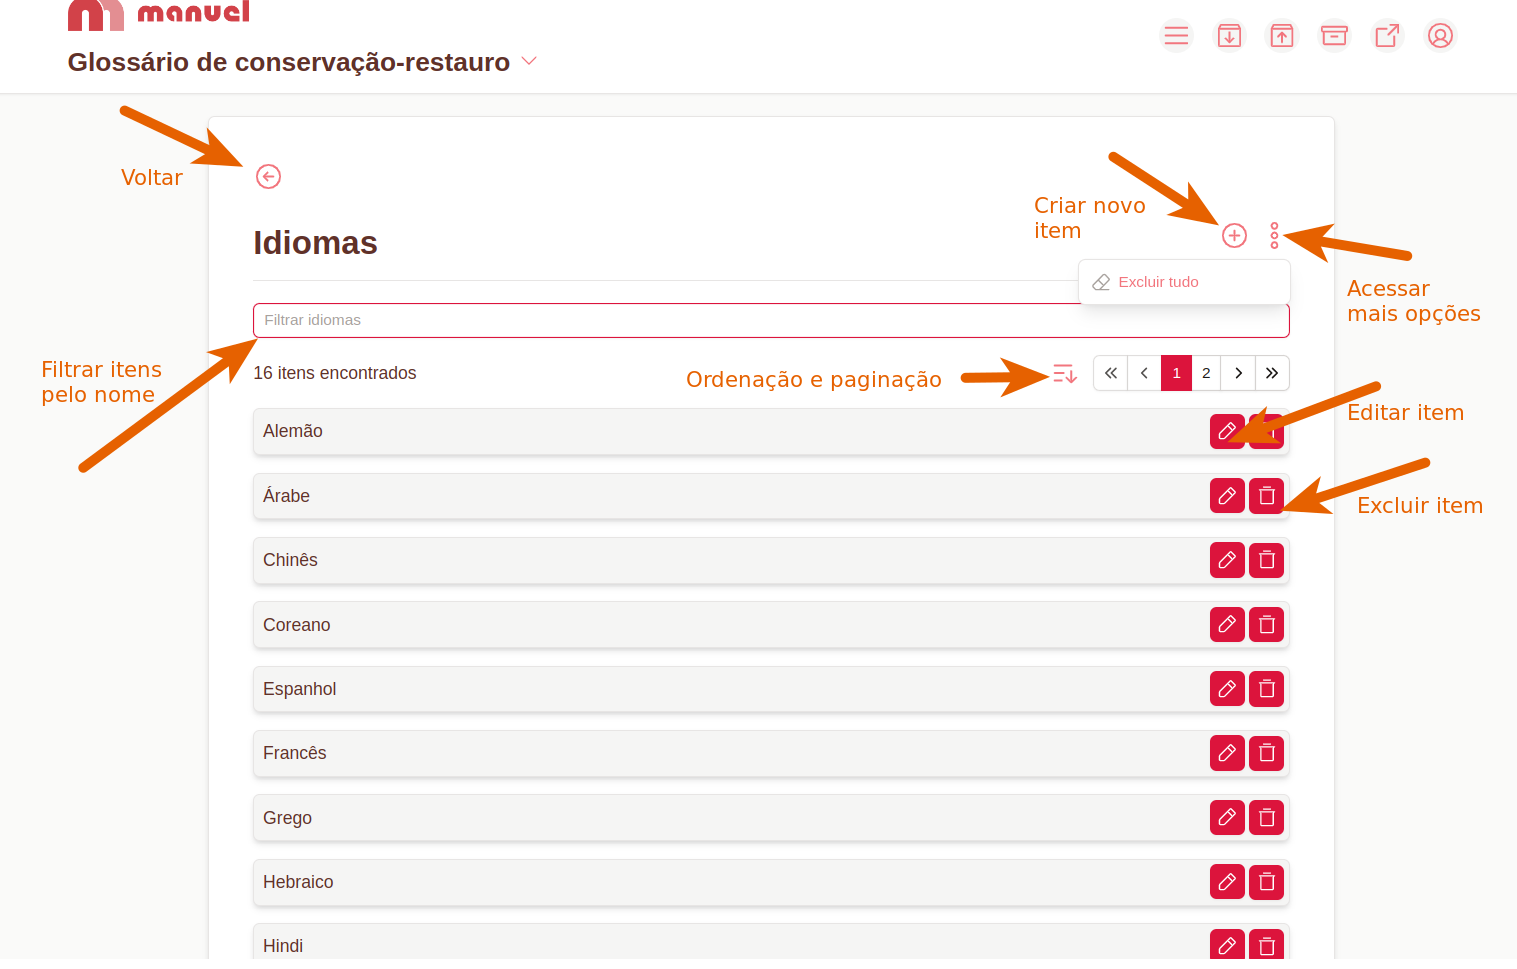 manuel
Glossário de conservação-restauro
Voltar
Criar novo
item
Idiomas
Excluir tudo
Acessar
mais opções
Filtrar idiomas
Filtrar itens
pelo nome
16 itens encontrados
Ordenação e paginação
1 2
Alemão
Editar item
Árabe
Excluir item
Chinês
Coreano
Espanhol
Francês
Grego
Hebraico
Hindi